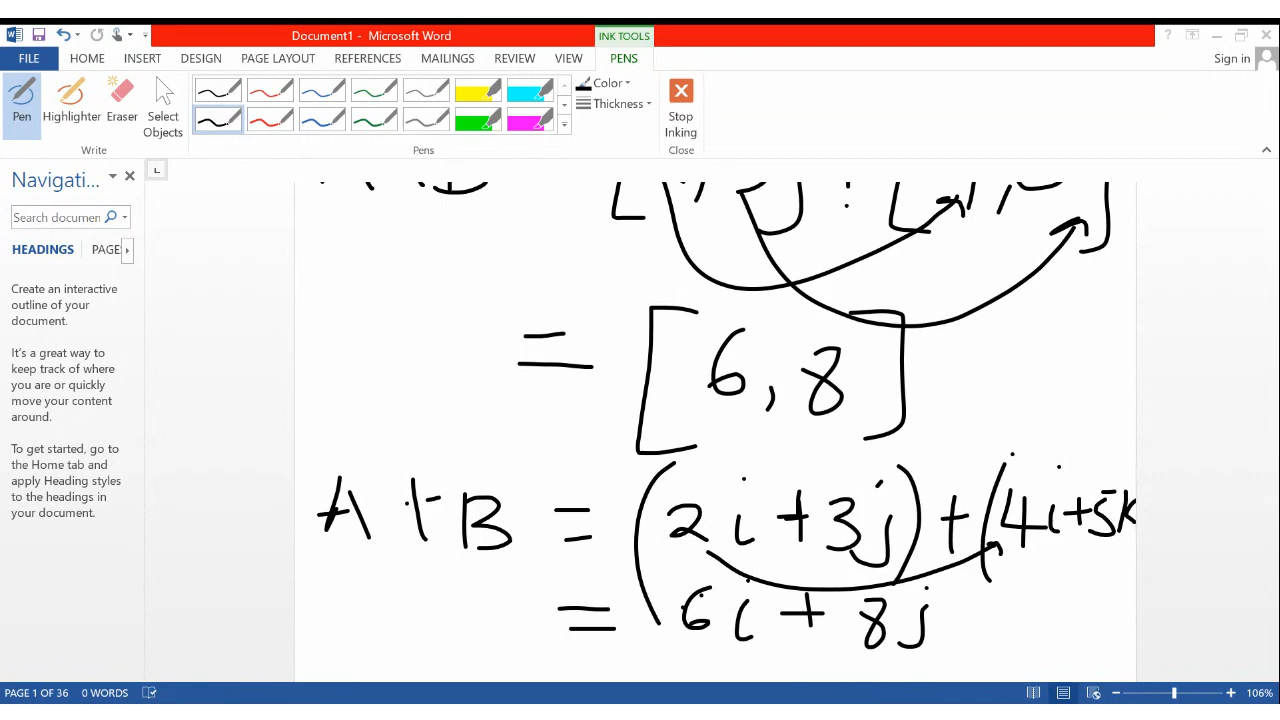 Document1 - Microsoft Word
INK TOOLS
FILE HOME INSERT DESIGN PAGE LAYOUT REFERENCES MAILINGS REVIEW VIEW PENS Sign in
Pen Highlighter Eraser Select Objects
Color
Thickness
Stop Inking
Write Pens Close
Navigati...
Search documen
HEADINGS PAGE
Create an interactive
outline of your
document.
It's a great way to
keep track of where
you are or quickly
move your content
around.
To get started, go to
the Home tab and
apply Heading styles
to the headings in
your document.
= [6, 8]
A + B = (2i + 3j) + (4i + 5k
= 6i + 8j
PAGE 1 OF 36 0 WORDS 106%